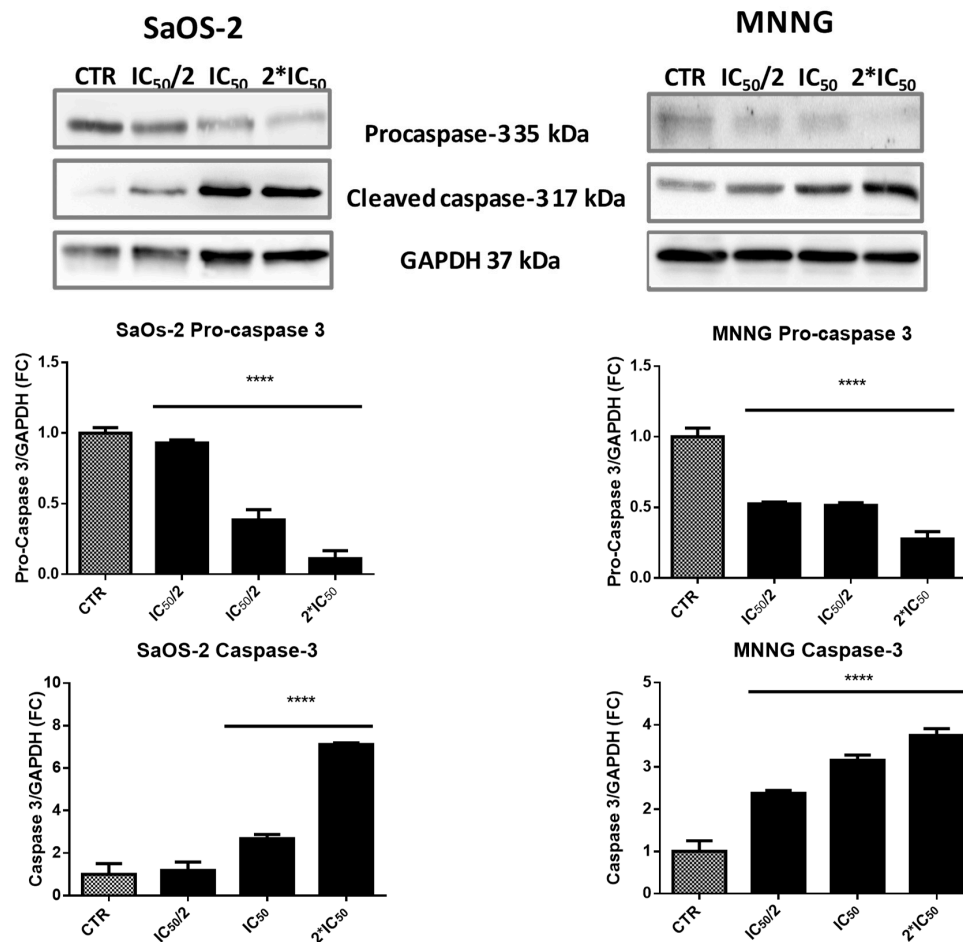 SaOS-2
MNNG
CTR IC₅₀/2 IC₅₀ 2*IC₅₀
CTR IC₅₀/2 IC₅₀ 2*IC₅₀
Procaspase-3 35 kDa
Cleaved caspase-3 17 kDa
GAPDH 37 kDa
SaOs-2 Pro-caspase 3
Pro-Caspase 3/GAPDH (FC)
1.5
1.0
0.5
0.0
****
CTR
IC₅₀/2
IC₅₀/2
2*IC₅₀
MNNG Pro-caspase 3
Pro-Caspase 3/GAPDH (FC)
1.5
1.0
0.5
0.0
****
CTR
IC₅₀/2
IC₅₀/2
2*IC₅₀
SaOS-2 Caspase-3
Caspase 3/GAPDH (FC)
10
8
6
4
2
0
****
CTR
IC₅₀/2
IC₅₀
2*IC₅₀
MNNG Caspase-3
Caspase 3/GAPDH (FC)
5
4
3
2
1
0
****
CTR
IC₅₀/2
IC₅₀
2*IC₅₀